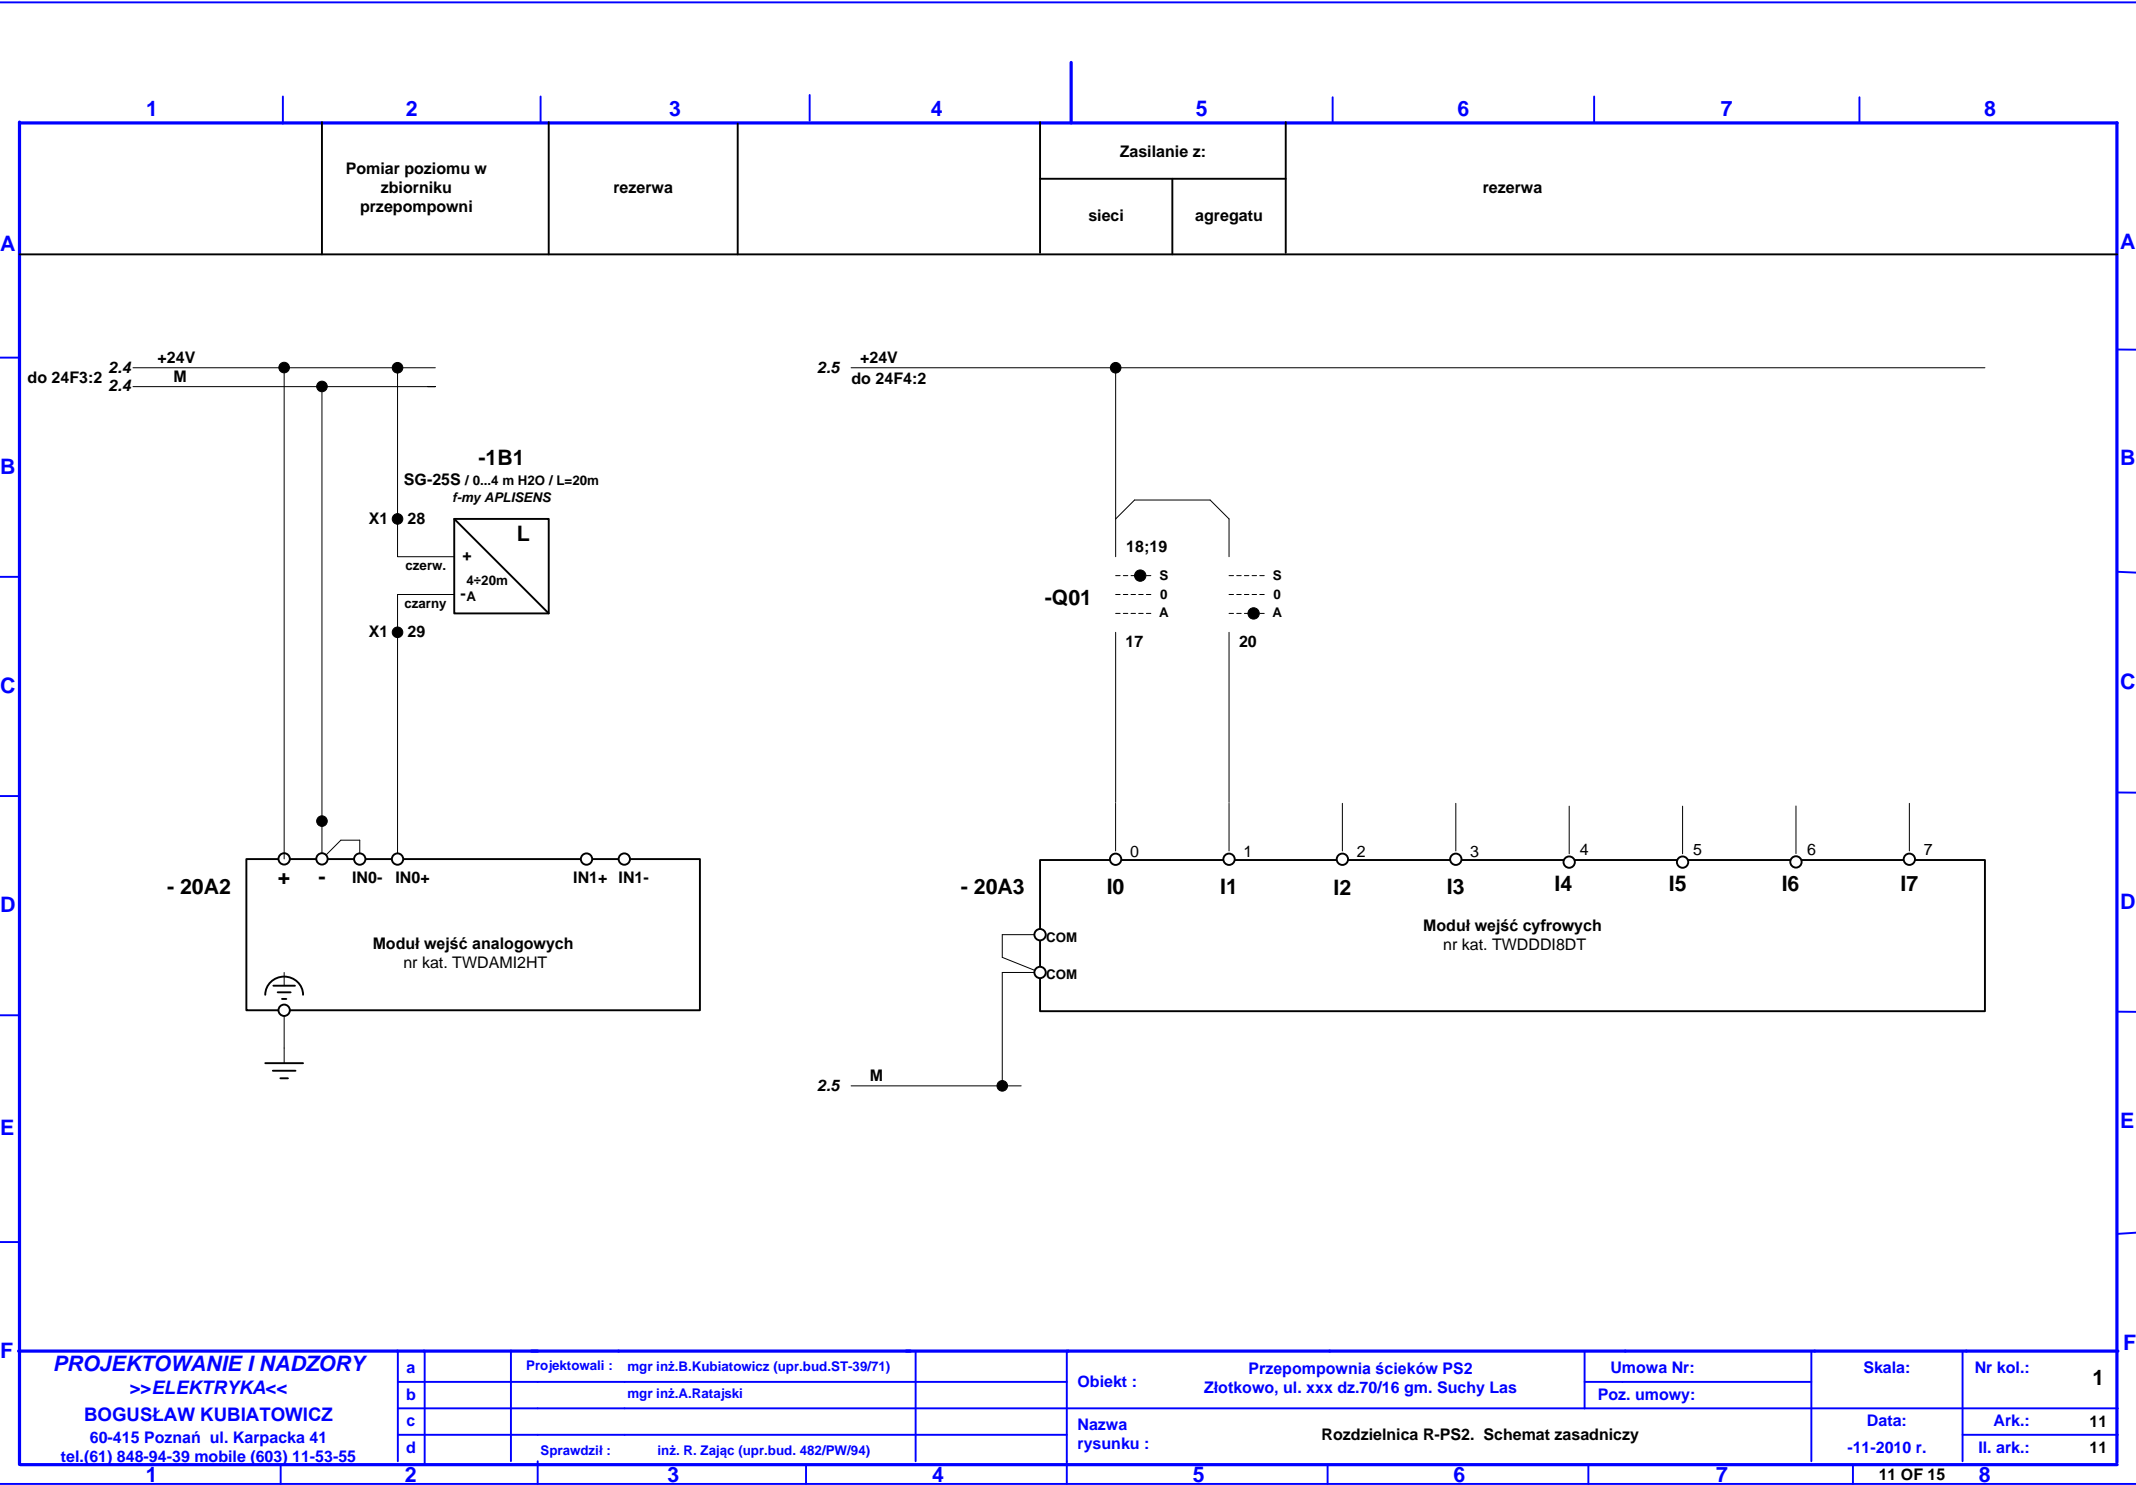 1 2 3 4 5 6 7 8
Pomiar poziomu w
zbiorniku
przepompowni
rezerwa
Zasilanie z:
sieci
agregatu
rezerwa
A
A
do 24F3:2
2.4
+24V
2.4
M
2.5
+24V
do 24F4:2
B
B
-1B1
SG-25S / 0...4 m H2O / L=20m
f-my APLISENS
X1 28
L
+
czerw.
4÷20m
-A
czarny
X1 29
18;19
-Q01
S
0
A
S
0
A
17
20
C
C
- 20A2
+ - IN0- IN0+ IN1+ IN1-
Moduł wejść analogowych
nr kat. TWDAMI2HT
- 20A3
0 1 2 3 4 5 6 7
I0 I1 I2 I3 I4 I5 I6 I7
Moduł wejść cyfrowych
nr kat. TWDDDI8DT
COM
COM
D
D
2.5
M
E
E
F
F
PROJEKTOWANIE I NADZORY
>>ELEKTRYKA<<
BOGUSŁAW KUBIATOWICZ
60-415 Poznań ul. Karpacka 41
tel.(61) 848-94-39 mobile (603) 11-53-55
a
b
c
d
Projektowali : mgr inż.B.Kubiatowicz (upr.bud.ST-39/71)
mgr inż.A.Ratajski
Sprawdził : inż. R. Zając (upr.bud. 482/PW/94)
Obiekt :
Przepompownia ścieków PS2
Złotkowo, ul. xxx dz.70/16 gm. Suchy Las
Umowa Nr:
Poz. umowy:
Skala:
Nr kol.: 1
Nazwa
rysunku :
Rozdzielnica R-PS2. Schemat zasadniczy
Data:
-11-2010 r.
Ark.: 11
Il. ark.: 11
1 2 3 4 5 6 7 8
11 OF 15